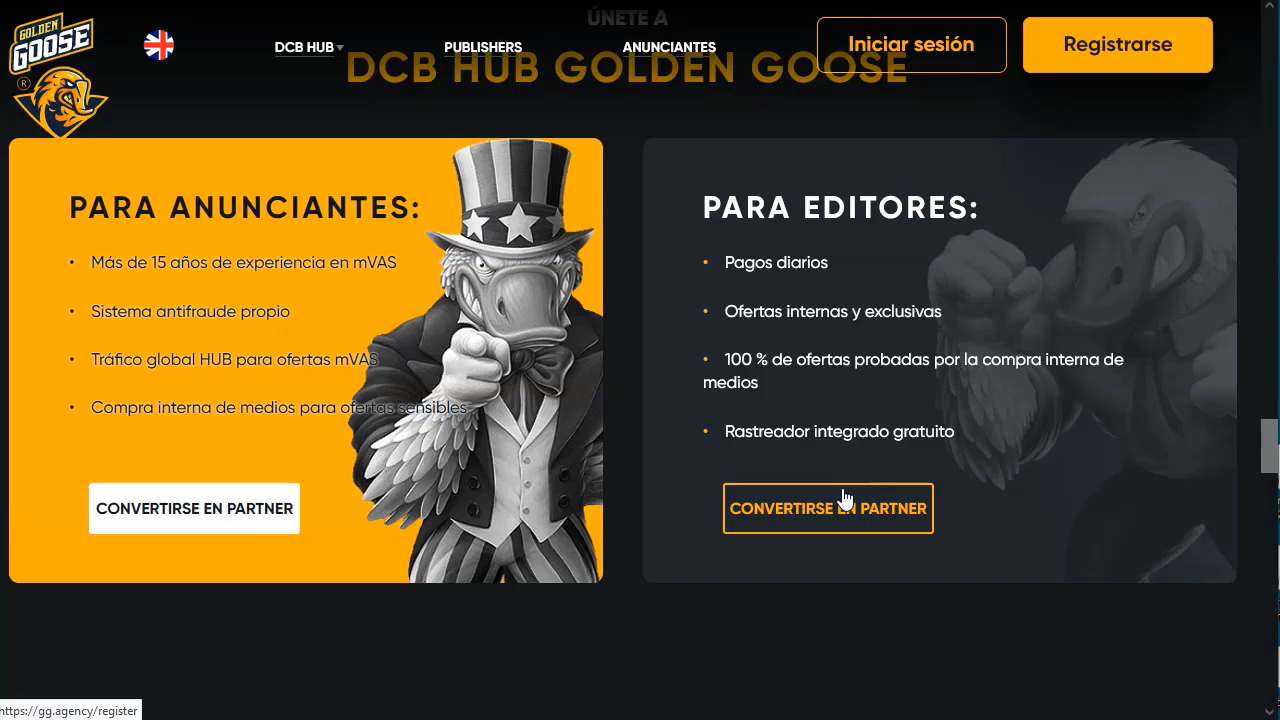 ÚNETE A
DCB HUB GOLDEN GOOSE
GOLDEN
GOOSE
®
DCB HUB
PUBLISHERS
ANUNCIANTES
Iniciar sesión
Registrarse
PARA ANUNCIANTES:
• Más de 15 años de experiencia en mVAS
• Sistema antifraude propio
• Tráfico global HUB para ofertas mVAS
• Compra interna de medios para ofertas sensibles
CONVERTIRSE EN PARTNER
PARA EDITORES:
• Pagos diarios
• Ofertas internas y exclusivas
• 100 % de ofertas probadas por la compra interna de
medios
• Rastreador integrado gratuito
CONVERTIRSE EN PARTNER
https://gg.agency/register